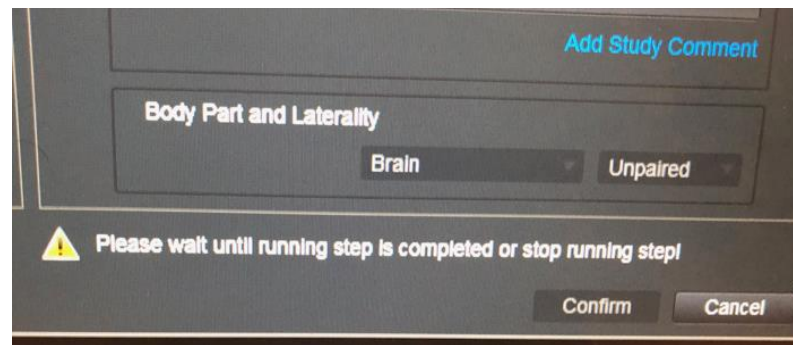 Add Study Comment
Body Part and Laterality
Brain Unpaired
Please wait until running step is completed or stop running step!
Confirm Cancel